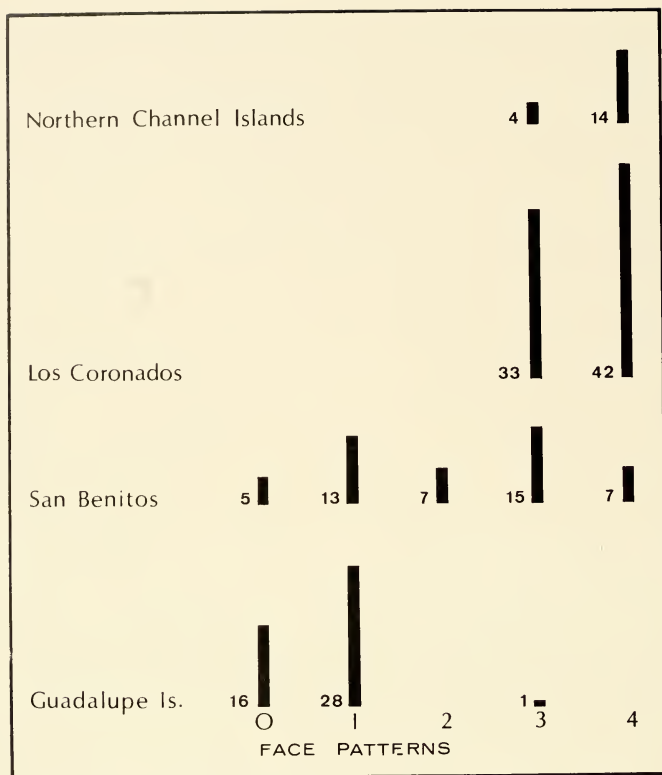 Northern Channel Islands 4 14
Los Coronados 33 42
San Benitos 5 13 7 15 7
Guadalupe Is. 16 28 1
0 1 2 3 4
FACE PATTERNS